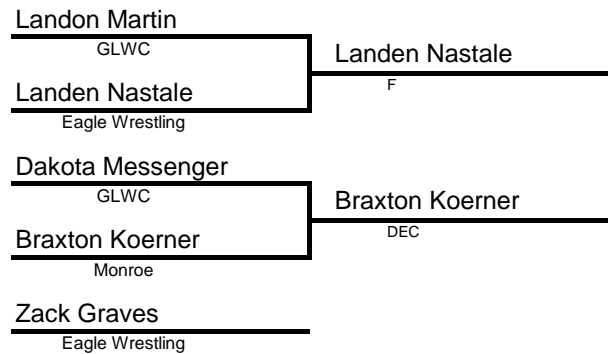 Landon Martin
GLWC
Landen Nastale
F
Landen Nastale
Eagle Wrestling
Dakota Messenger
GLWC
Braxton Koerner
DEC
Braxton Koerner
Monroe
Zack Graves
Eagle Wrestling